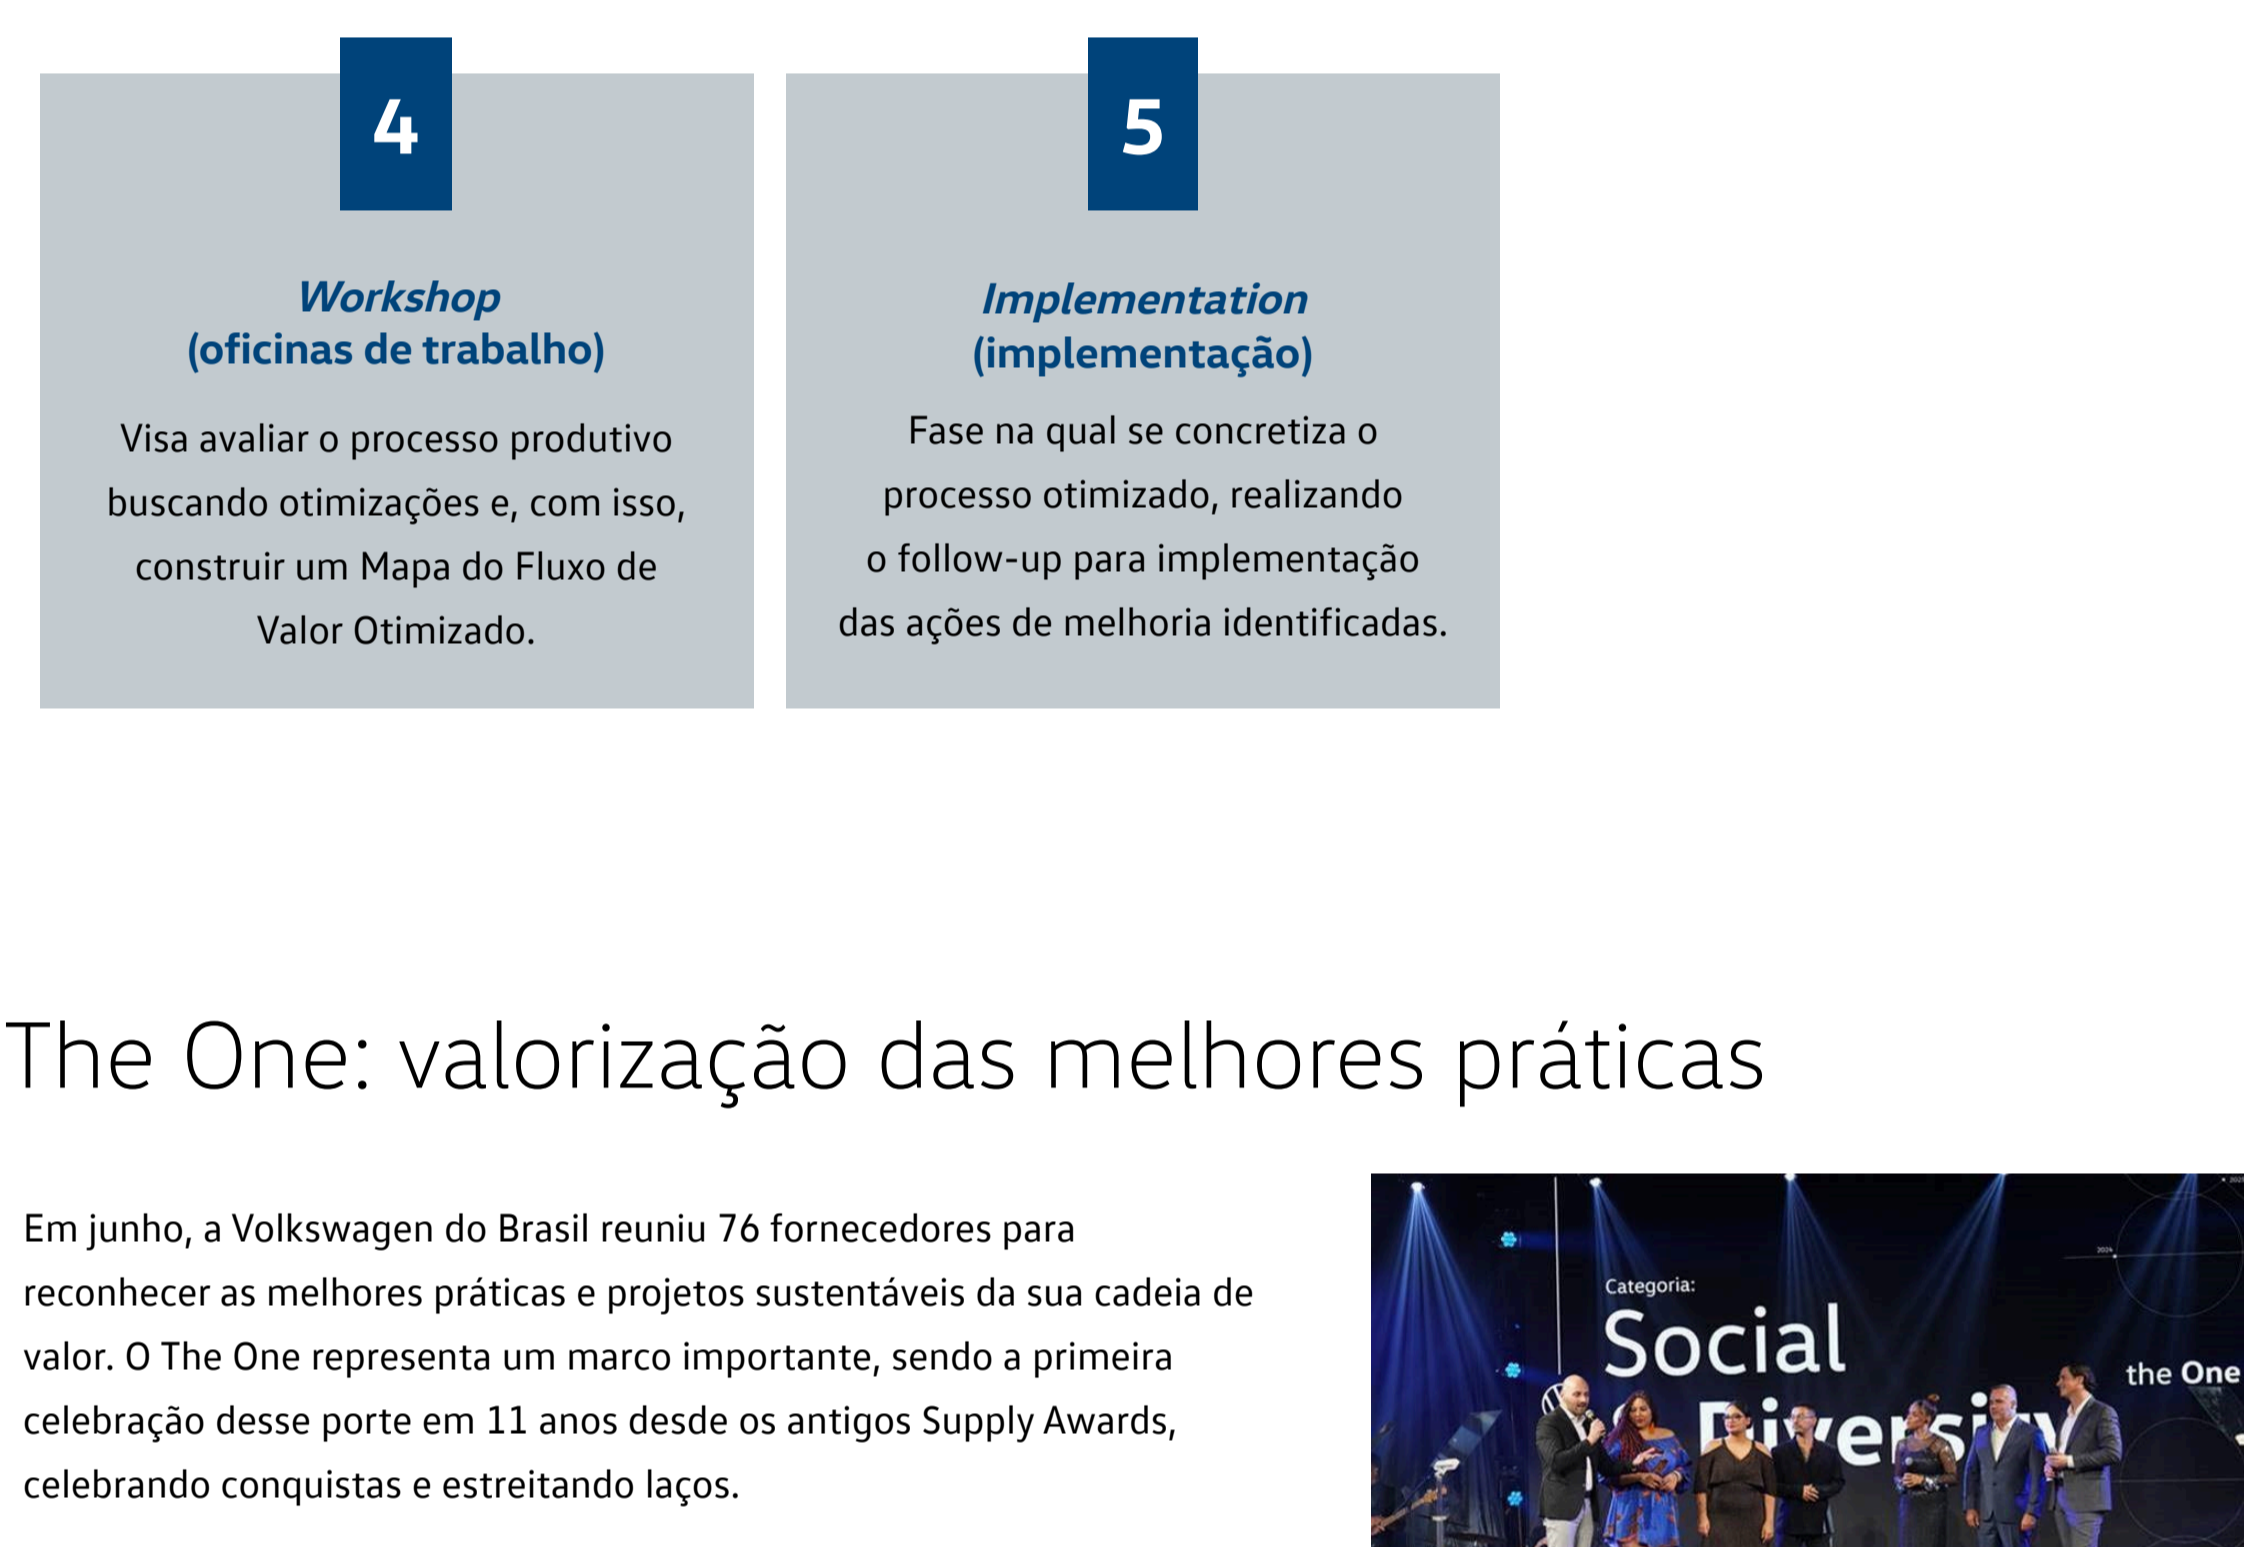 4
Workshop
(oficinas de trabalho)
Visa avaliar o processo produtivo
buscando otimizações e, com isso,
construir um Mapa do Fluxo de
Valor Otimizado.
5
Implementation
(implementação)
Fase na qual se concretiza o
processo otimizado, realizando
o follow-up para implementação
das ações de melhoria identificadas.
The One: valorização das melhores práticas
Em junho, a Volkswagen do Brasil reuniu 76 fornecedores para
reconhecer as melhores práticas e projetos sustentáveis da sua cadeia de
valor. O The One representa um marco importante, sendo a primeira
celebração desse porte em 11 anos desde os antigos Supply Awards,
celebrando conquistas e estreitando laços.
2024
Categoria:
Social
Diversity
the One